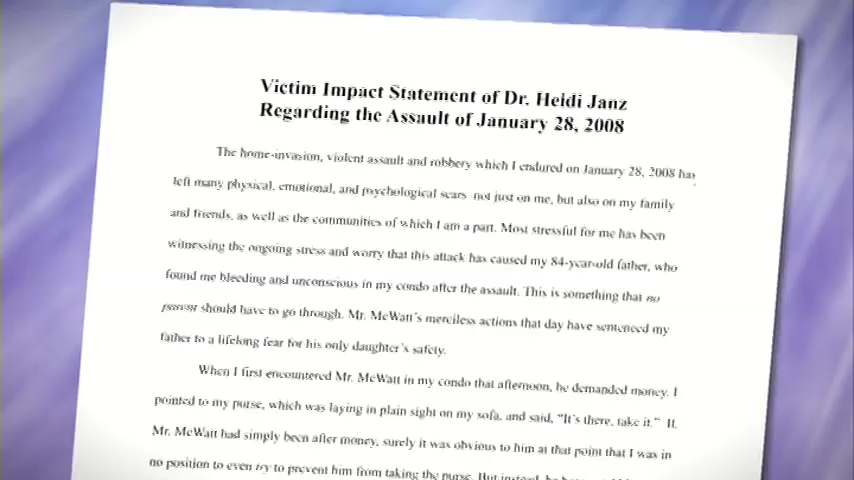 Victim Impact Statement of Dr. Heidi Janz
Regarding the Assault of January 28, 2008
The home-invasion, violent assault and robbery which I endured on January 28, 2008 has
left many physical, emotional, and psychological scars not just on me, but also on my family
and friends, as well as the communities of which I am a part. Most stressful for me has been
witnessing the ongoing stress and worry that this attack has caused my 84-year-old father, who
found me bleeding and unconscious in my condo after the assault. This is something that no
parent should have to go through. Mr. McWatt's merciless actions that day have sentenced my
father to a lifelong fear for his only daughter's safety.
When I first encountered Mr. McWatt in my condo that afternoon, he demanded money. I
pointed to my purse, which was laying in plain sight on my sofa, and said, "It's there, take it." If,
Mr. McWatt had simply been after money, surely it was obvious to him at that point that I was in
no position to even try to prevent him from taking the purse. But instead, he